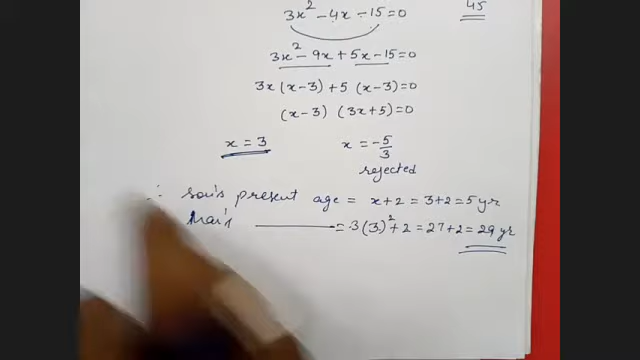 3x² - 4x - 15 = 0
45
3x² - 9x + 5x - 15 = 0
3x (x-3) + 5 (x-3) = 0
(x-3) (3x+5) = 0
x = 3 x = -5/3
rejected
∴ Son's present age = x+2 = 3+2 = 5 yr
Man's ——— = 3(3)² + 2 = 27+2 = 29 yr